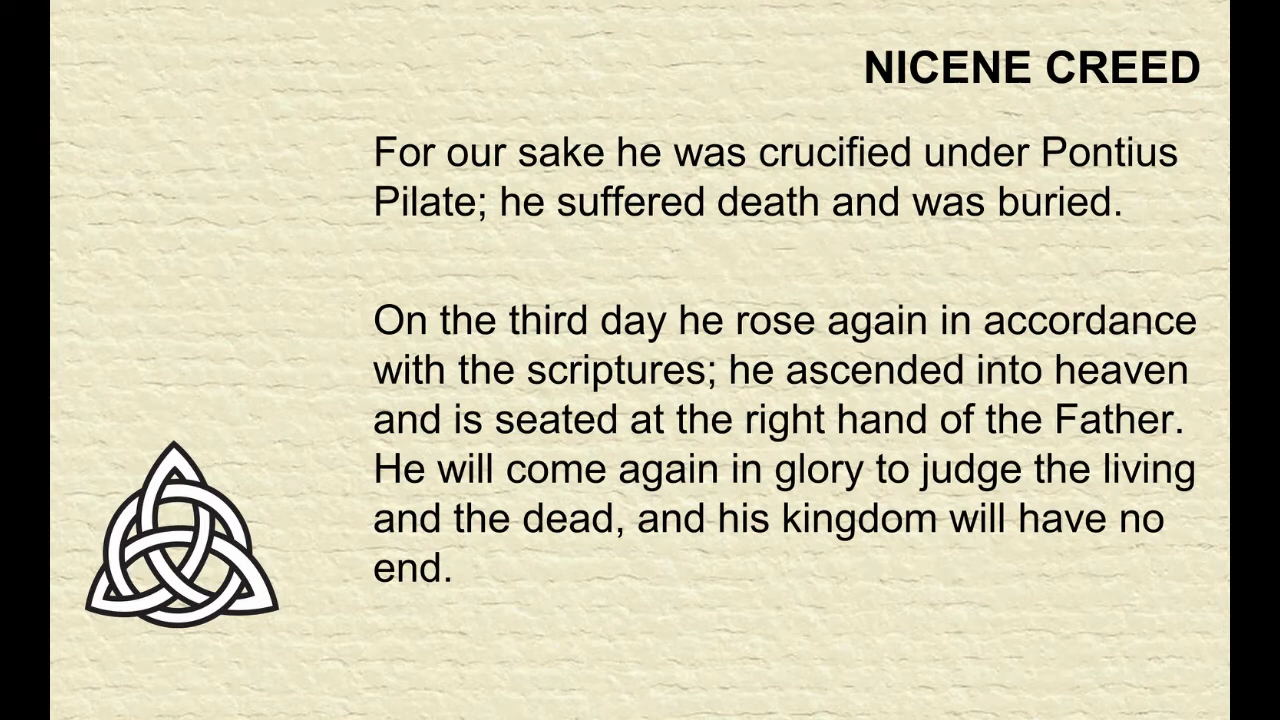 NICENE CREED
For our sake he was crucified under Pontius
Pilate; he suffered death and was buried.
On the third day he rose again in accordance
with the scriptures; he ascended into heaven
and is seated at the right hand of the Father.
He will come again in glory to judge the living
and the dead, and his kingdom will have no
end.